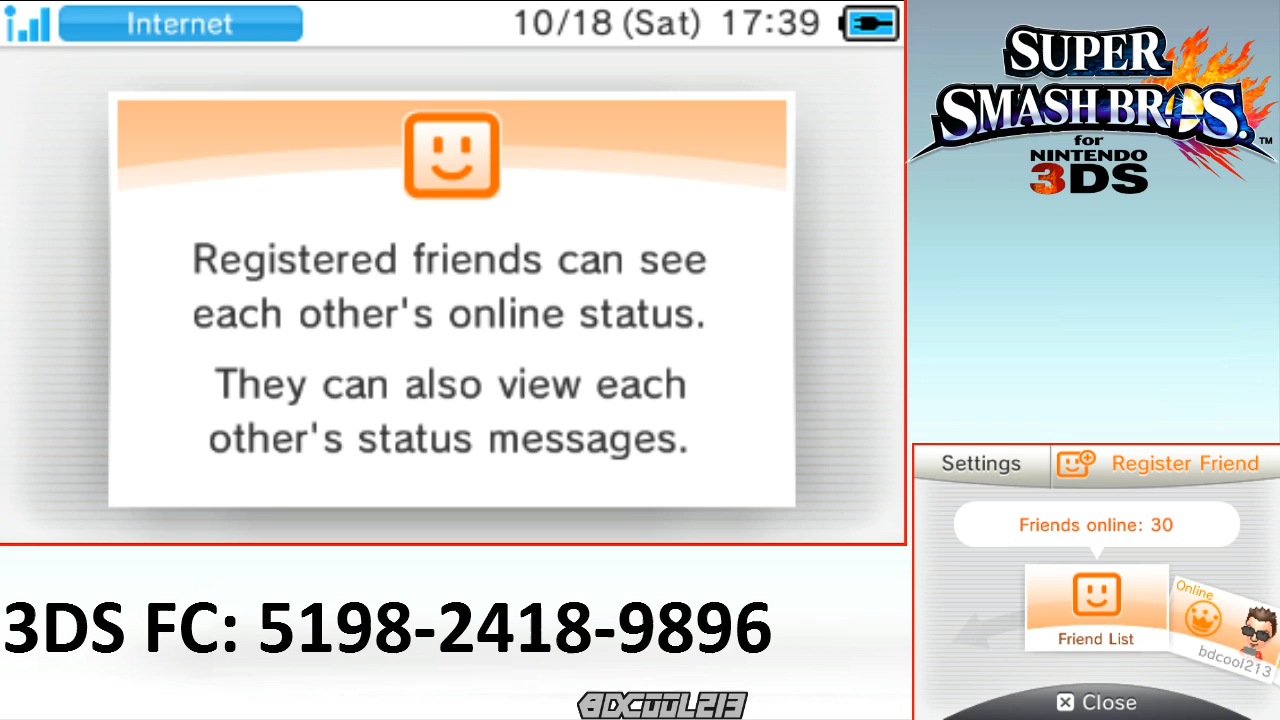 Internet
10/18 (Sat) 17:39
Registered friends can see
each other's online status.
They can also view each
other's status messages.
3DS FC: 5198-2418-9896
BDCOOL213
SUPER
SMASH BROS.™
for
NINTENDO
3DS
Settings
Register Friend
Friends online: 30
Friend List
Online
bdcool213
X Close